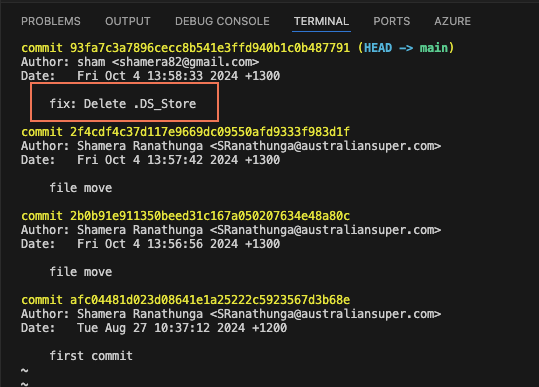 PROBLEMS OUTPUT DEBUG CONSOLE TERMINAL PORTS AZURE
commit 93fa7c3a7896cecc8b541e3ffd940b1c0b487791 (HEAD -> main)
Author: sham <shamera82@gmail.com>
Date:   Fri Oct 4 13:58:33 2024 +1300
fix: Delete .DS_Store
commit 2f4cdf4c37d117e9669dc09550afd9333f983d1f
Author: Shamera Ranathunga <SRanathunga@australiansuper.com>
Date:   Fri Oct 4 13:57:42 2024 +1300
file move
commit 2b0b91e911350beed31c167a050207634e48a80c
Author: Shamera Ranathunga <SRanathunga@australiansuper.com>
Date:   Fri Oct 4 13:56:56 2024 +1300
file move
commit afc04481d023d08641e1a25222c5923567d3b68e
Author: Shamera Ranathunga <SRanathunga@australiansuper.com>
Date:   Tue Aug 27 10:37:12 2024 +1200
first commit
~
~